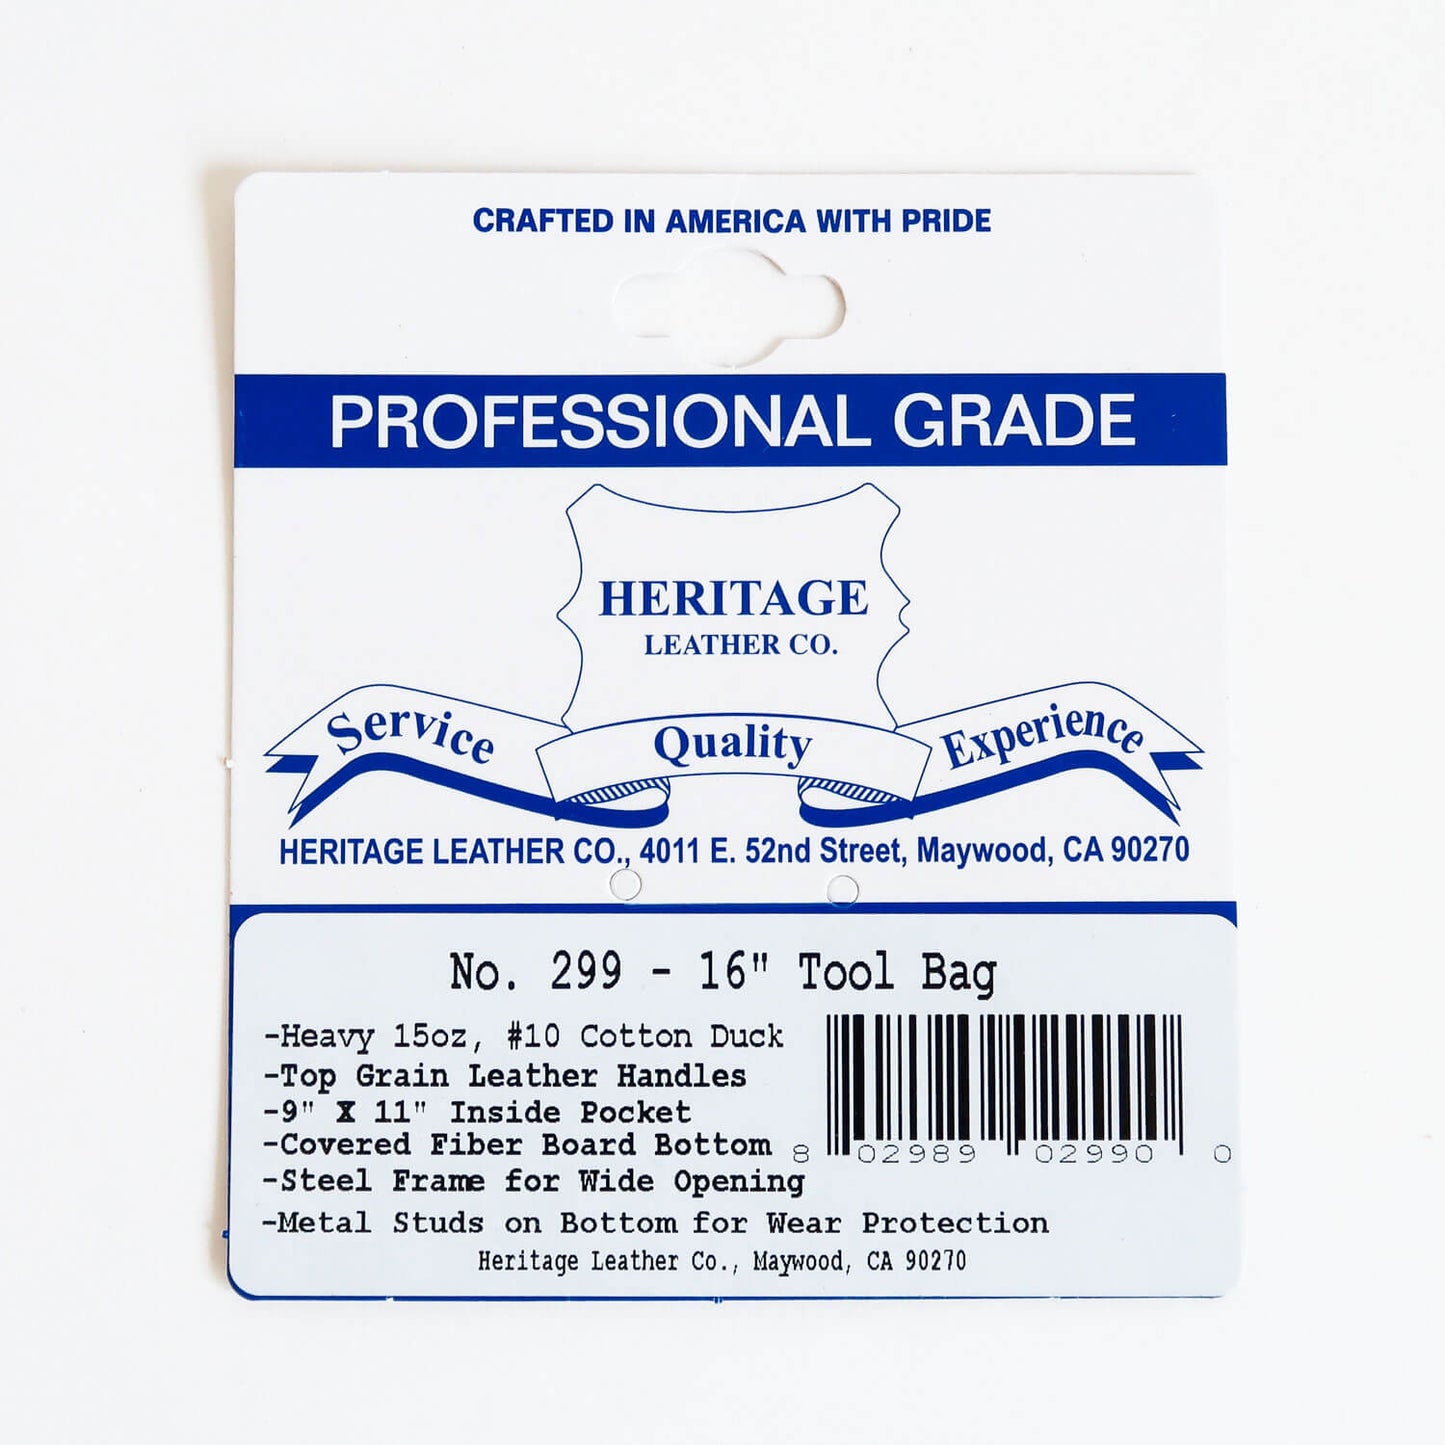 CRAFTED IN AMERICA WITH PRIDE
PROFESSIONAL GRADE
HERITAGE
LEATHER CO.
Service Quality Experience
HERITAGE LEATHER CO., 4011 E. 52nd Street, Maywood, CA 90270
No. 299 - 16" Tool Bag
-Heavy 15oz, #10 Cotton Duck
-Top Grain Leather Handles
-9" X 11" Inside Pocket
-Covered Fiber Board Bottom
8 02989 02990 0
-Steel Frame for Wide Opening
-Metal Studs on Bottom for Wear Protection
Heritage Leather Co., Maywood, CA 90270